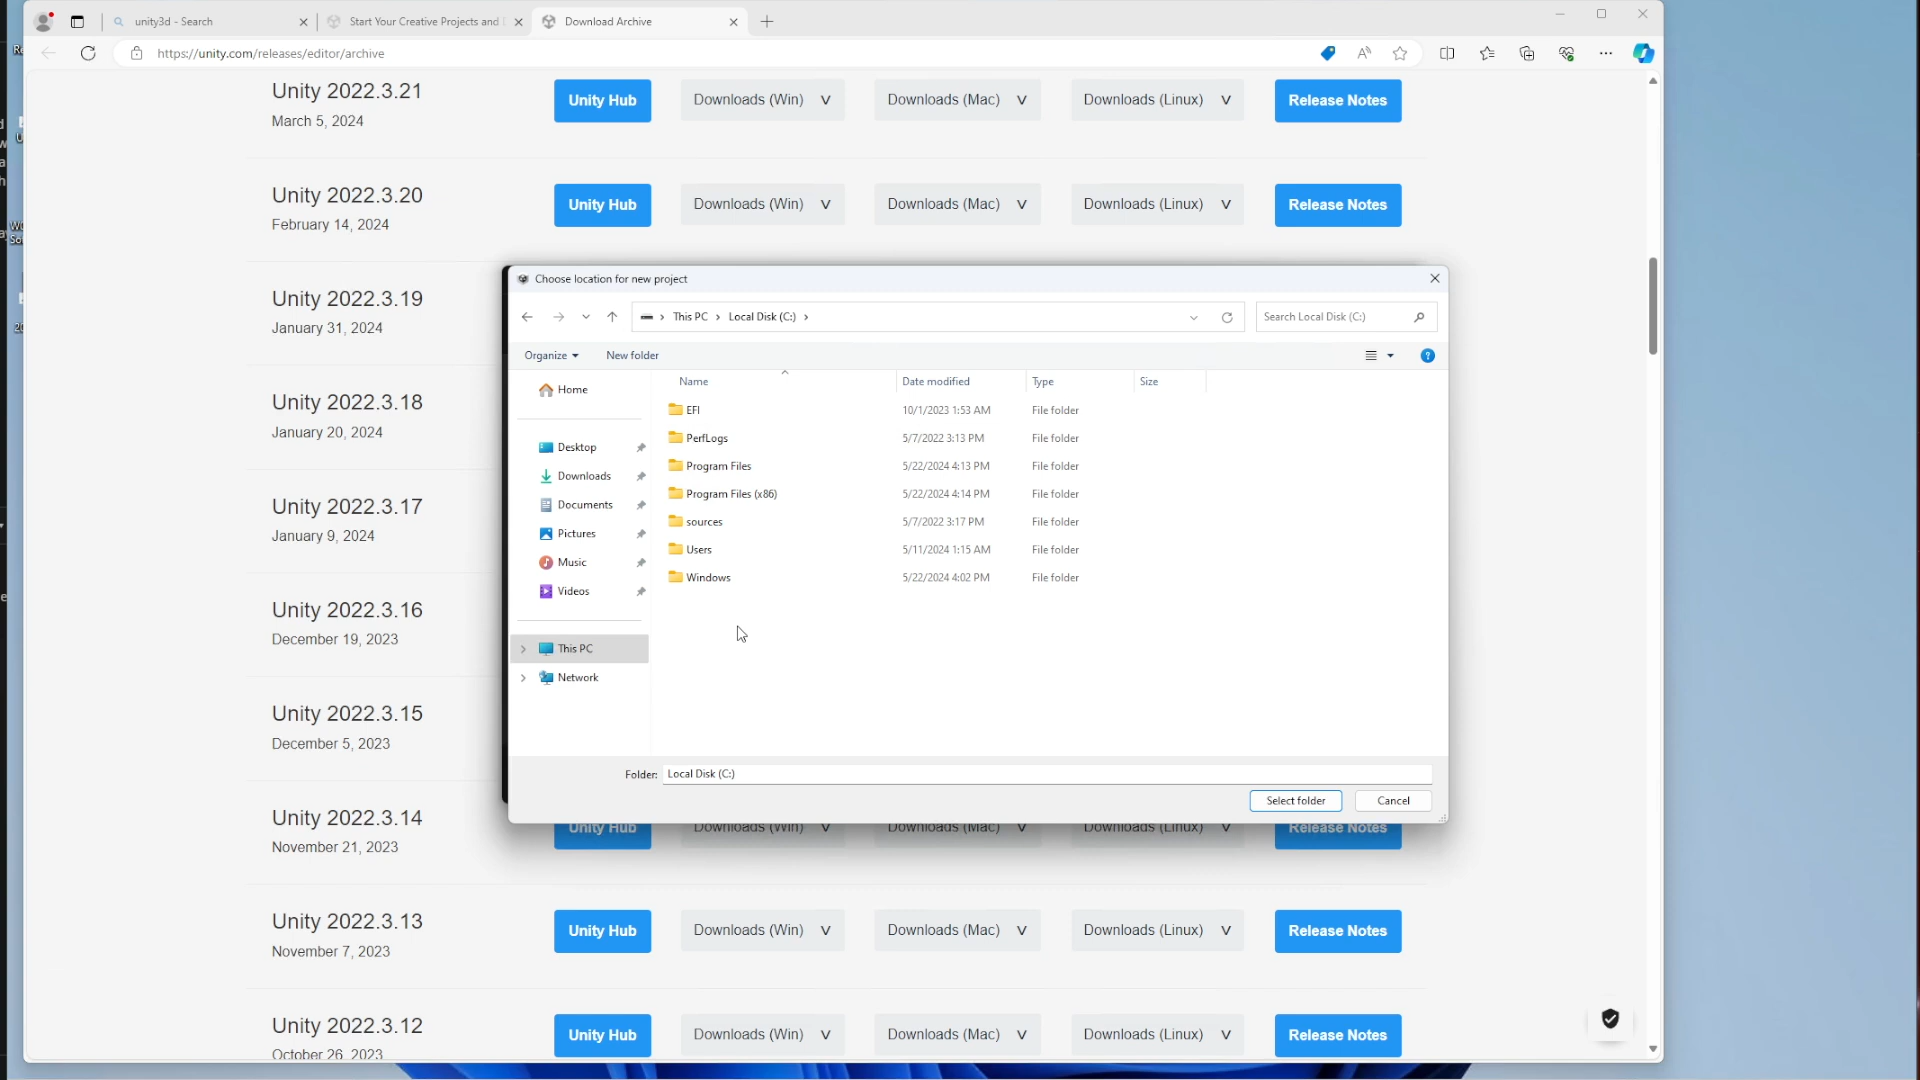 unity3d - Search
Start Your Creative Projects and
Download Archive
https://unity.com/releases/editor/archive
Unity 2022.3.21
March 5, 2024
Unity Hub Downloads (Win) Downloads (Mac) Downloads (Linux) Release Notes
Unity 2022.3.20
February 14, 2024
Unity Hub Downloads (Win) Downloads (Mac) Downloads (Linux) Release Notes
Unity 2022.3.19
January 31, 2024
Unity 2022.3.18
January 20, 2024
Unity 2022.3.17
January 9, 2024
Unity 2022.3.16
December 19, 2023
Unity 2022.3.15
December 5, 2023
Unity 2022.3.14
November 21, 2023
Choose location for new project
This PC > Local Disk (C:) >
Search Local Disk (C:)
Organize
New folder
Home
Desktop
Downloads
Documents
Pictures
Music
Videos
This PC
Network
Name Date modified Type Size
EFI 10/1/2023 1:53 AM File folder
PerfLogs 5/7/2022 3:13 PM File folder
Program Files 5/22/2024 4:13 PM File folder
Program Files (x86) 5/22/2024 4:14 PM File folder
sources 5/7/2022 3:17 PM File folder
Users 5/11/2024 1:15 AM File folder
Windows 5/22/2024 4:02 PM File folder
Folder: Local Disk (C:)
Select folder
Cancel
Unity Hub Downloads (Win) Downloads (Mac) Downloads (Linux) Release Notes
Unity 2022.3.13
November 7, 2023
Unity Hub Downloads (Win) Downloads (Mac) Downloads (Linux) Release Notes
Unity 2022.3.12
October 26, 2023
Unity Hub Downloads (Win) Downloads (Mac) Downloads (Linux) Release Notes